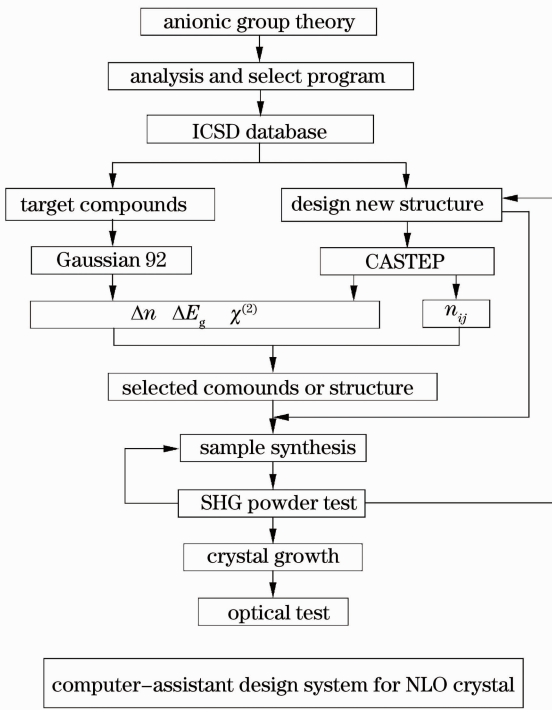 anionic group theory
analysis and select program
ICSD database
target compounds
design new structure
Gaussian 92
CASTEP
Δn ΔE_g χ^(2)
n_ij
selected comounds or structure
sample synthesis
SHG powder test
crystal growth
optical test
computer–assistant design system for NLO crystal